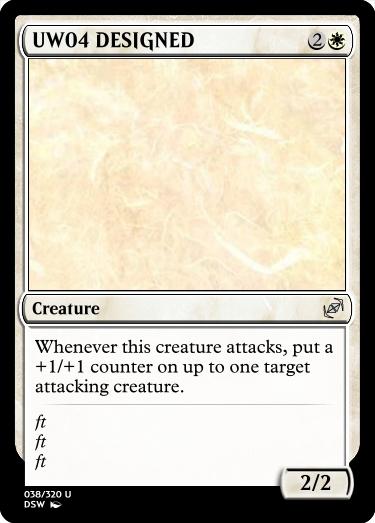 UW04 DESIGNED
2
Creature
Whenever this creature attacks, put a
+1/+1 counter on up to one target
attacking creature.
ft
ft
ft
2/2
038/320 U
DSW